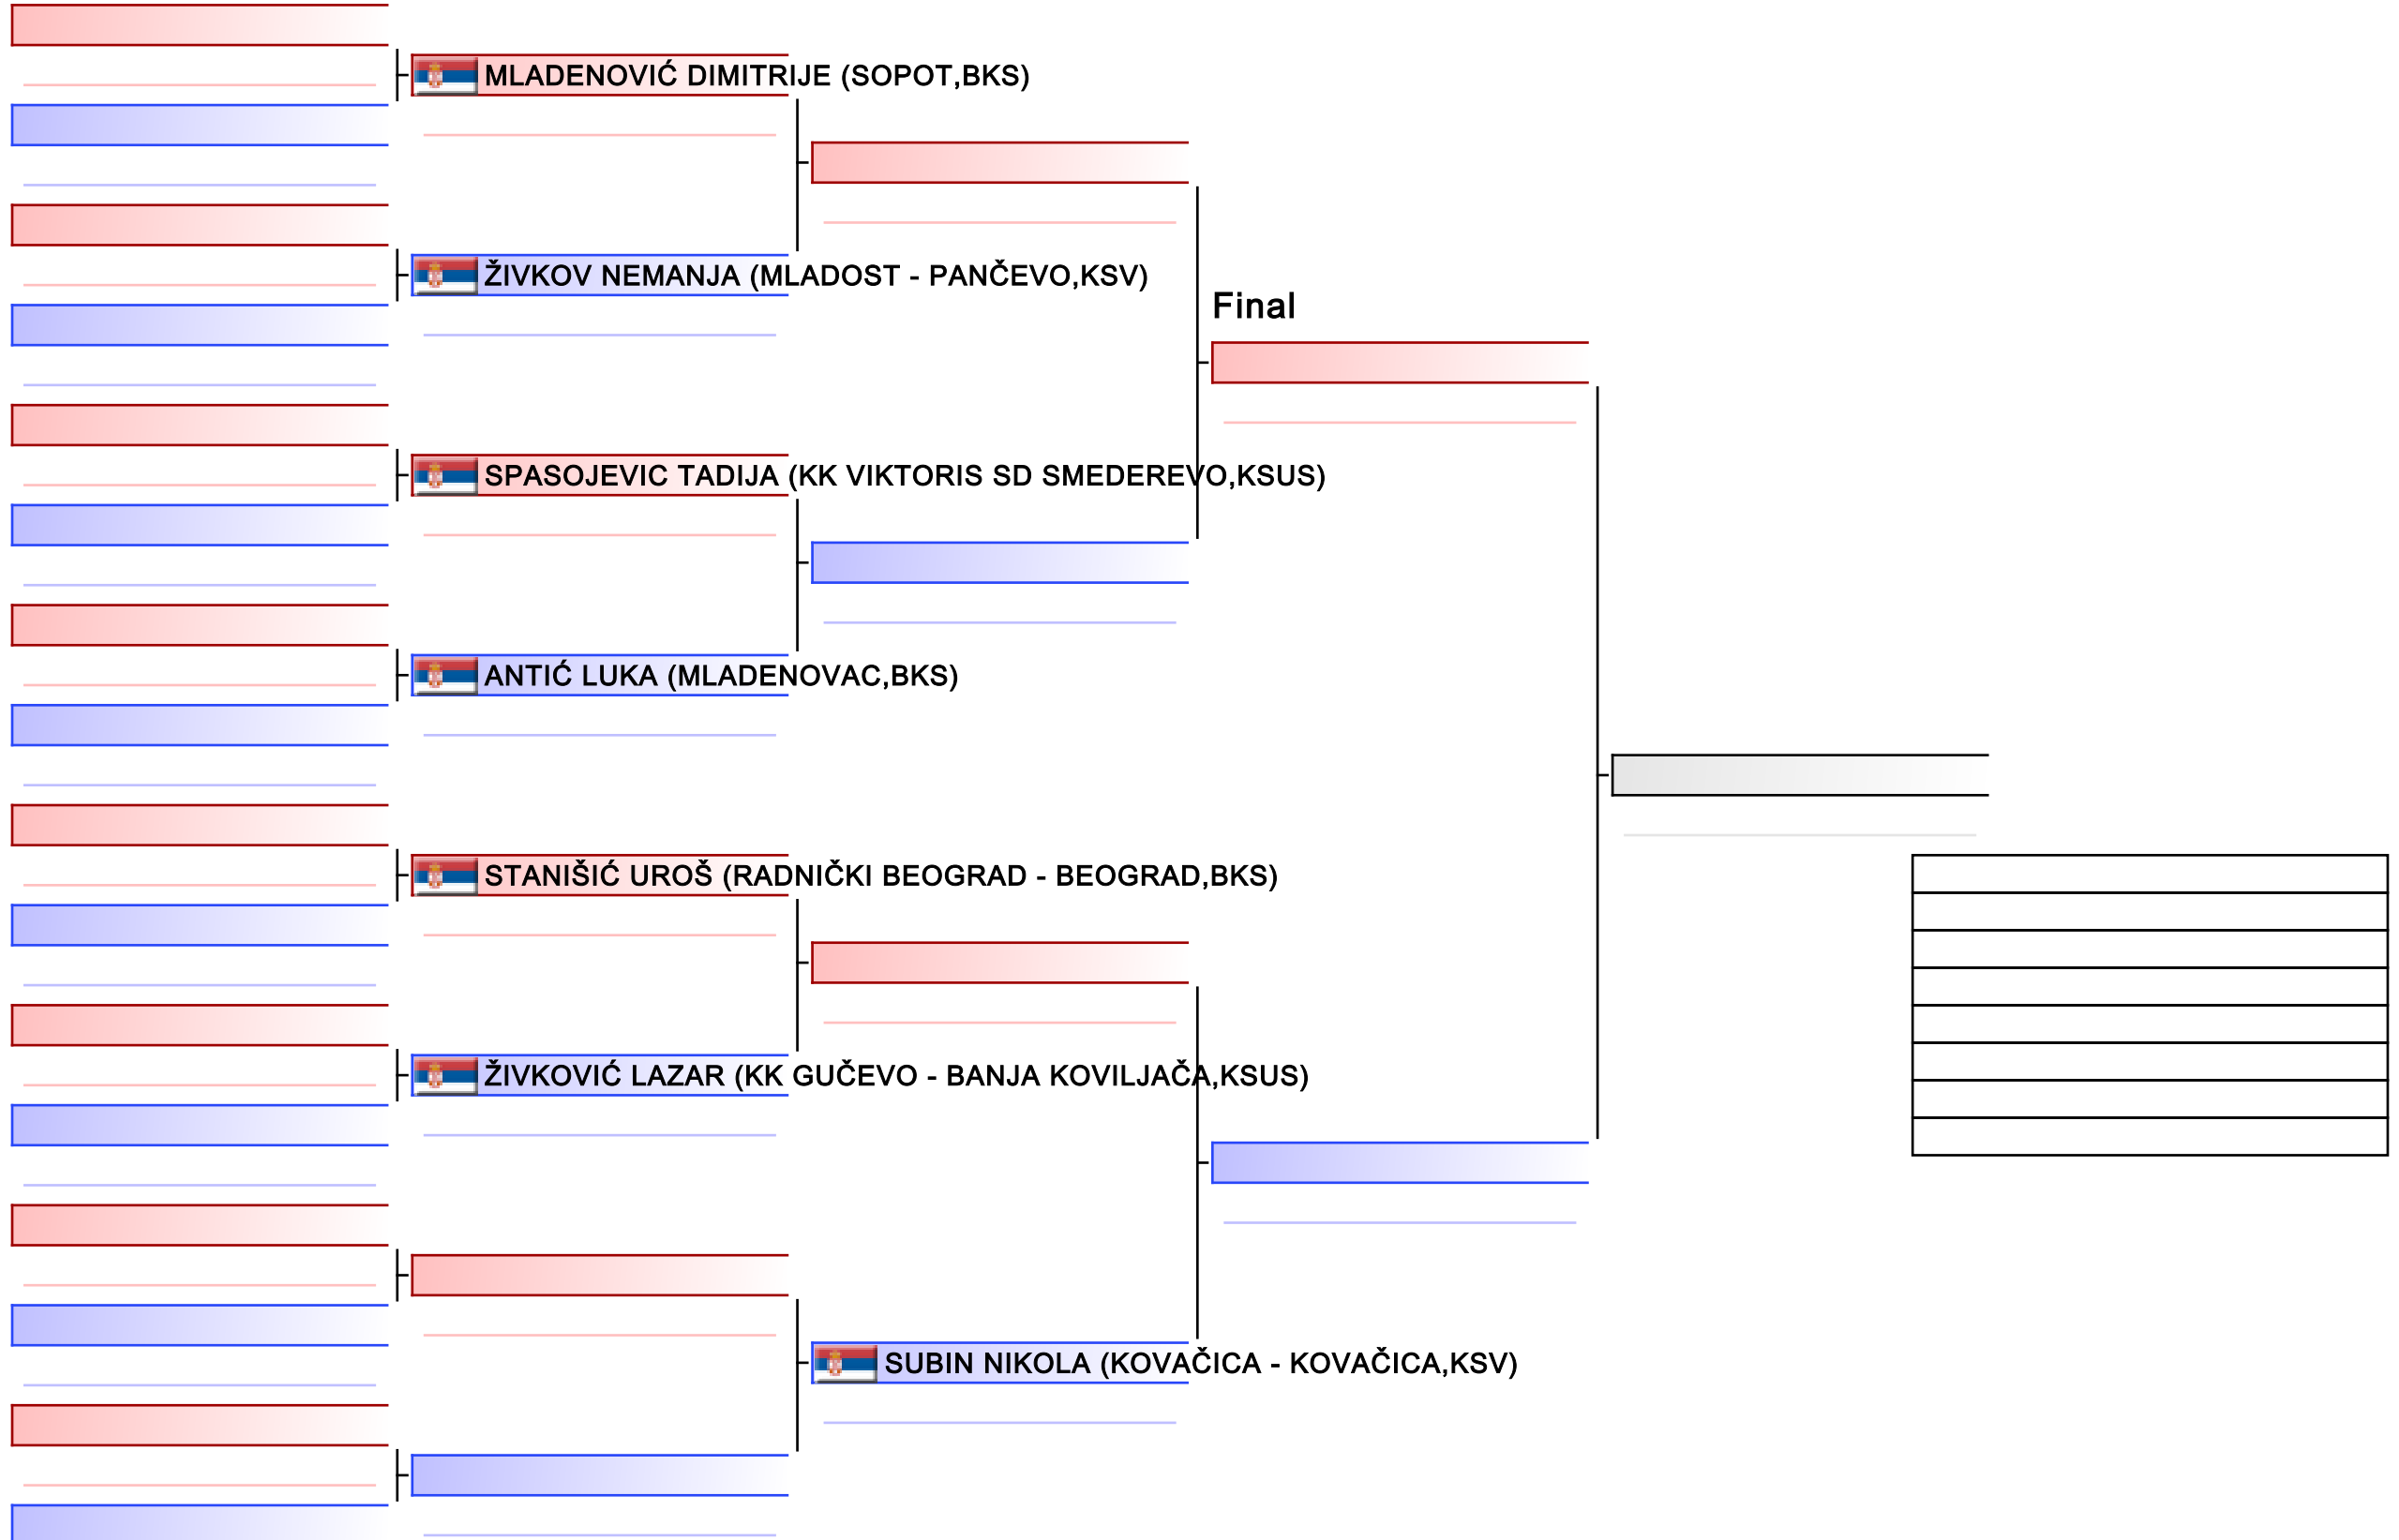 MLADENOVIĆ DIMITRIJE (SOPOT,BKS)
ŽIVKOV NEMANJA (MLADOST - PANČEVO,KSV)
Final
SPASOJEVIC TADIJA (KK VIKTORIS SD SMEDEREVO,KSUS)
ANTIĆ LUKA (MLADENOVAC,BKS)
STANIŠIĆ UROŠ (RADNIČKI BEOGRAD - BEOGRAD,BKS)
ŽIVKOVIĆ LAZAR (KK GUČEVO - BANJA KOVILJAČA,KSUS)
SUBIN NIKOLA (KOVAČICA - KOVAČICA,KSV)